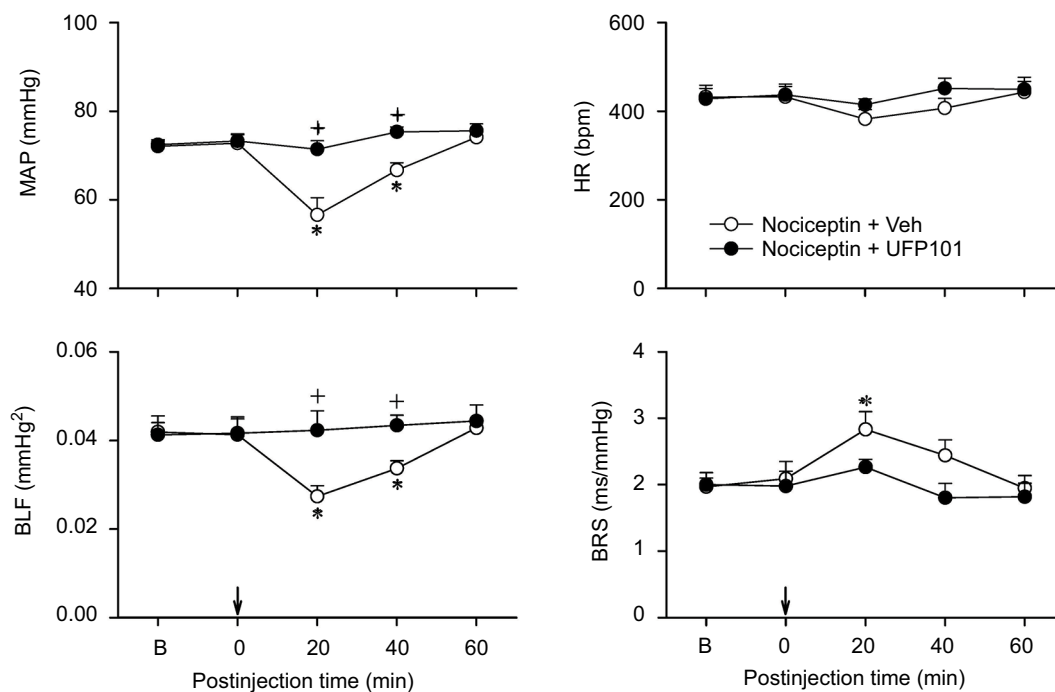 100
80
60
40
MAP (mmHg)
+
+
*
*
600
400
200
0
HR (bpm)
Nociceptin + Veh
Nociceptin + UFP101
0.06
0.04
0.02
0.00
BLF (mmHg²)
+
+
*
*
B 0 20 40 60
Postinjection time (min)
4
3
2
1
0
BRS (ms/mmHg)
*
B 0 20 40 60
Postinjection time (min)